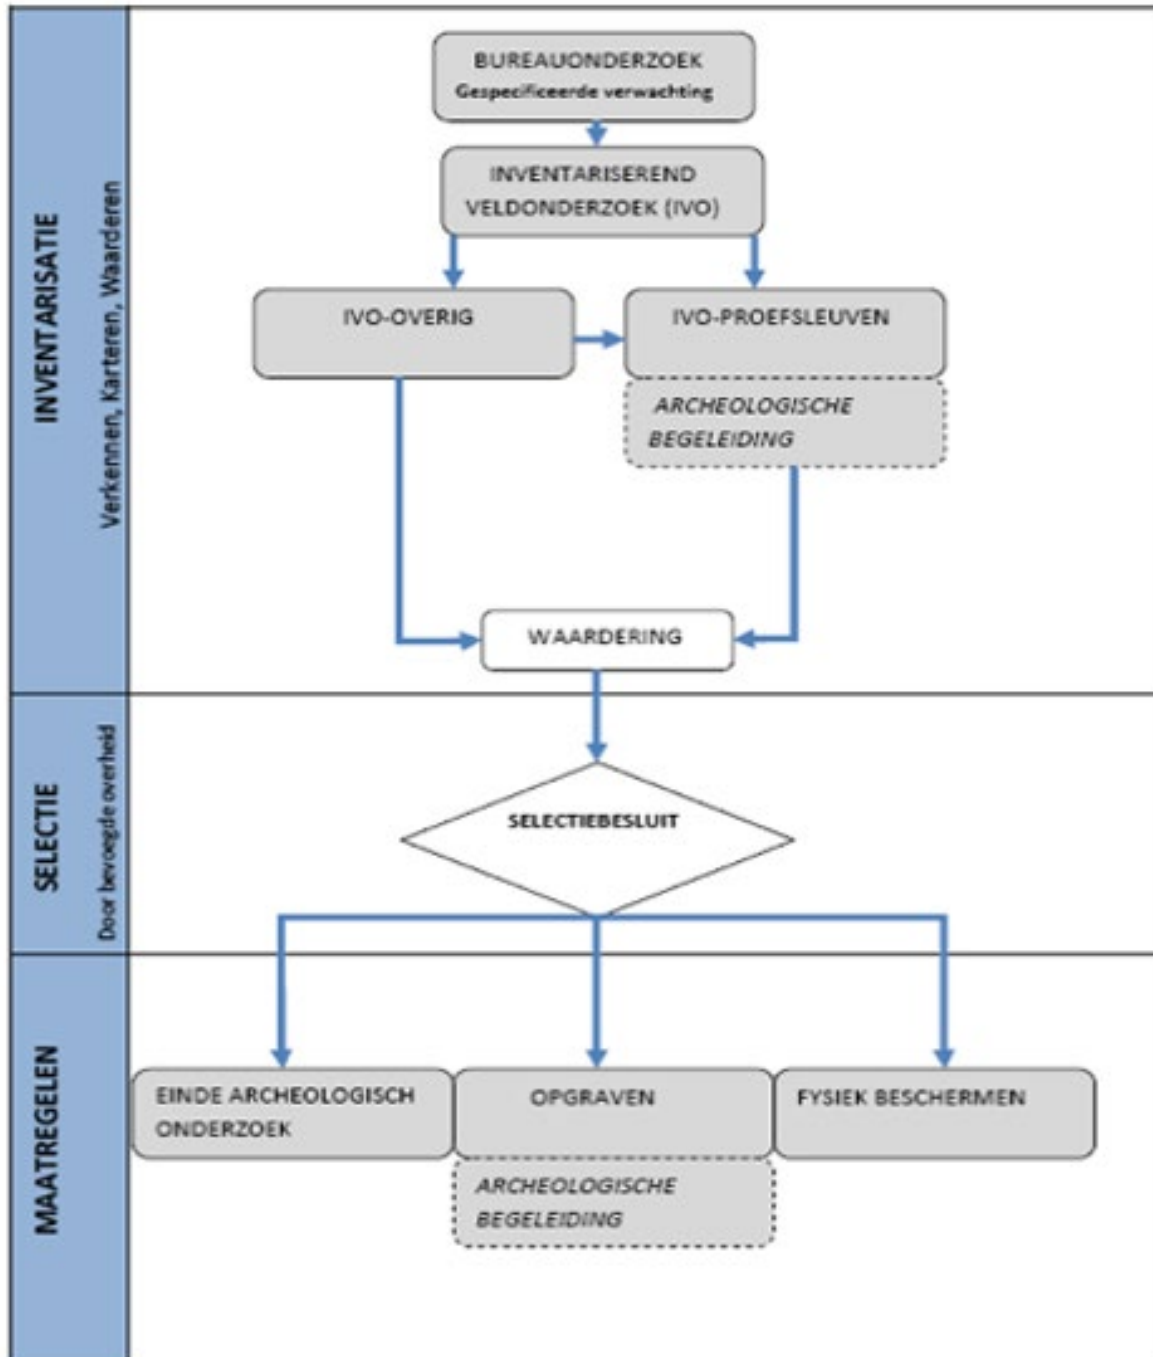 INVENTARISATIE
Verkennen, Karteren, Waarderen
BUREAUONDERZOEK
Gespecificeerde verwachting
INVENTARISEREND
VELDONDERZOEK (IVO)
IVO-OVERIG
IVO-PROEFSLEUVEN
ARCHEOLOGISCHE
BEGELEIDING
WAARDERING
SELECTIE
Door bevoegde overheid
SELECTIEBESLUIT
MAATREGELEN
EINDE ARCHEOLOGISCH
ONDERZOEK
OPGRAVEN
ARCHEOLOGISCHE
BEGELEIDING
FYSIEK BESCHERMEN